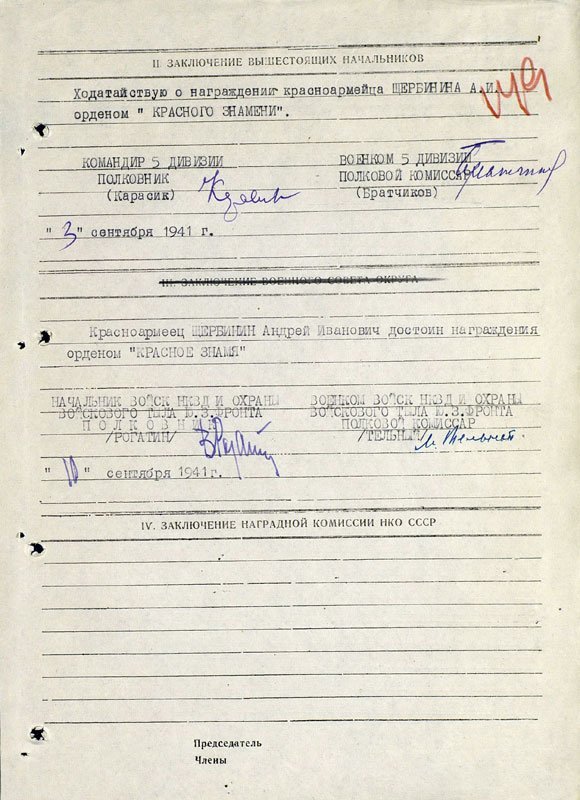 II ЗАКЛЮЧЕНИЕ ВЫШЕСТОЯЩИХ НАЧАЛЬНИКОВ
Ходатайствую о награждении красноармейца ЩЕРБИНИНА А.И.
орденом " КРАСНОГО ЗНАМЕНИ".
КОМАНДИР 5 ДИВИЗИИ ВОЕНКОМ 5 ДИВИЗИИ
ПОЛКОВНИК ПОЛКОВОЙ КОМИССАР
(Карасик) (Братчиков)
" 3 " сентября 1941 г.
III. ЗАКЛЮЧЕНИЕ ВОЕННОГО СОВЕТА ОКРУГА
Красноармеец ЩЕРБИНИН Андрей Иванович достоин награждения
орденом "КРАСНОЕ ЗНАМЯ"
НАЧАЛЬНИК ВОЙСК НКВД И ОХРАНЫ ВОЕНКОМ ВОЙСК НКВД И ОХРАНЫ
ВОЙСКОВОГО ТЫЛА Ю.З.ФРОНТА ВОЙСКОВОГО ТЫЛА Ю.З.ФРОНТА
П О Л К О В Н И К ПОЛКОВОЙ КОМИССАР
/РОГАТИН/ /ТЕЛЬНЫЙ/
" 10 " сентября 1941 г.
IV. ЗАКЛЮЧЕНИЕ НАГРАДНОЙ КОМИССИИ НКО СССР
Председатель
Члены